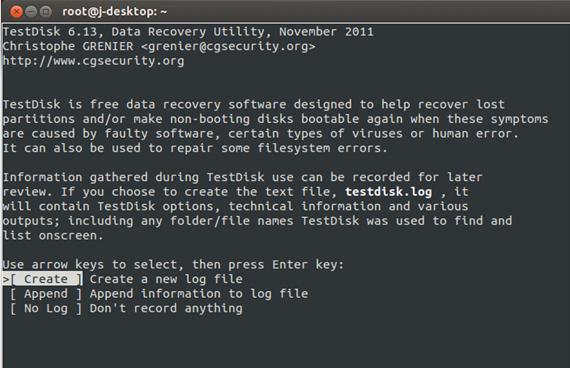 root@j-desktop: ~
TestDisk 6.13, Data Recovery Utility, November 2011
Christophe GRENIER <grenier@cgsecurity.org>
http://www.cgsecurity.org
TestDisk is free data recovery software designed to help recover lost
partitions and/or make non-booting disks bootable again when these symptoms
are caused by faulty software, certain types of viruses or human error.
It can also be used to repair some filesystem errors.
Information gathered during TestDisk use can be recorded for later
review. If you choose to create the text file, testdisk.log , it
will contain TestDisk options, technical information and various
outputs; including any folder/file names TestDisk was used to find and
list onscreen.
Use arrow keys to select, then press Enter key:
>[ Create ] Create a new log file
[ Append ] Append information to log file
[ No Log ] Don't record anything